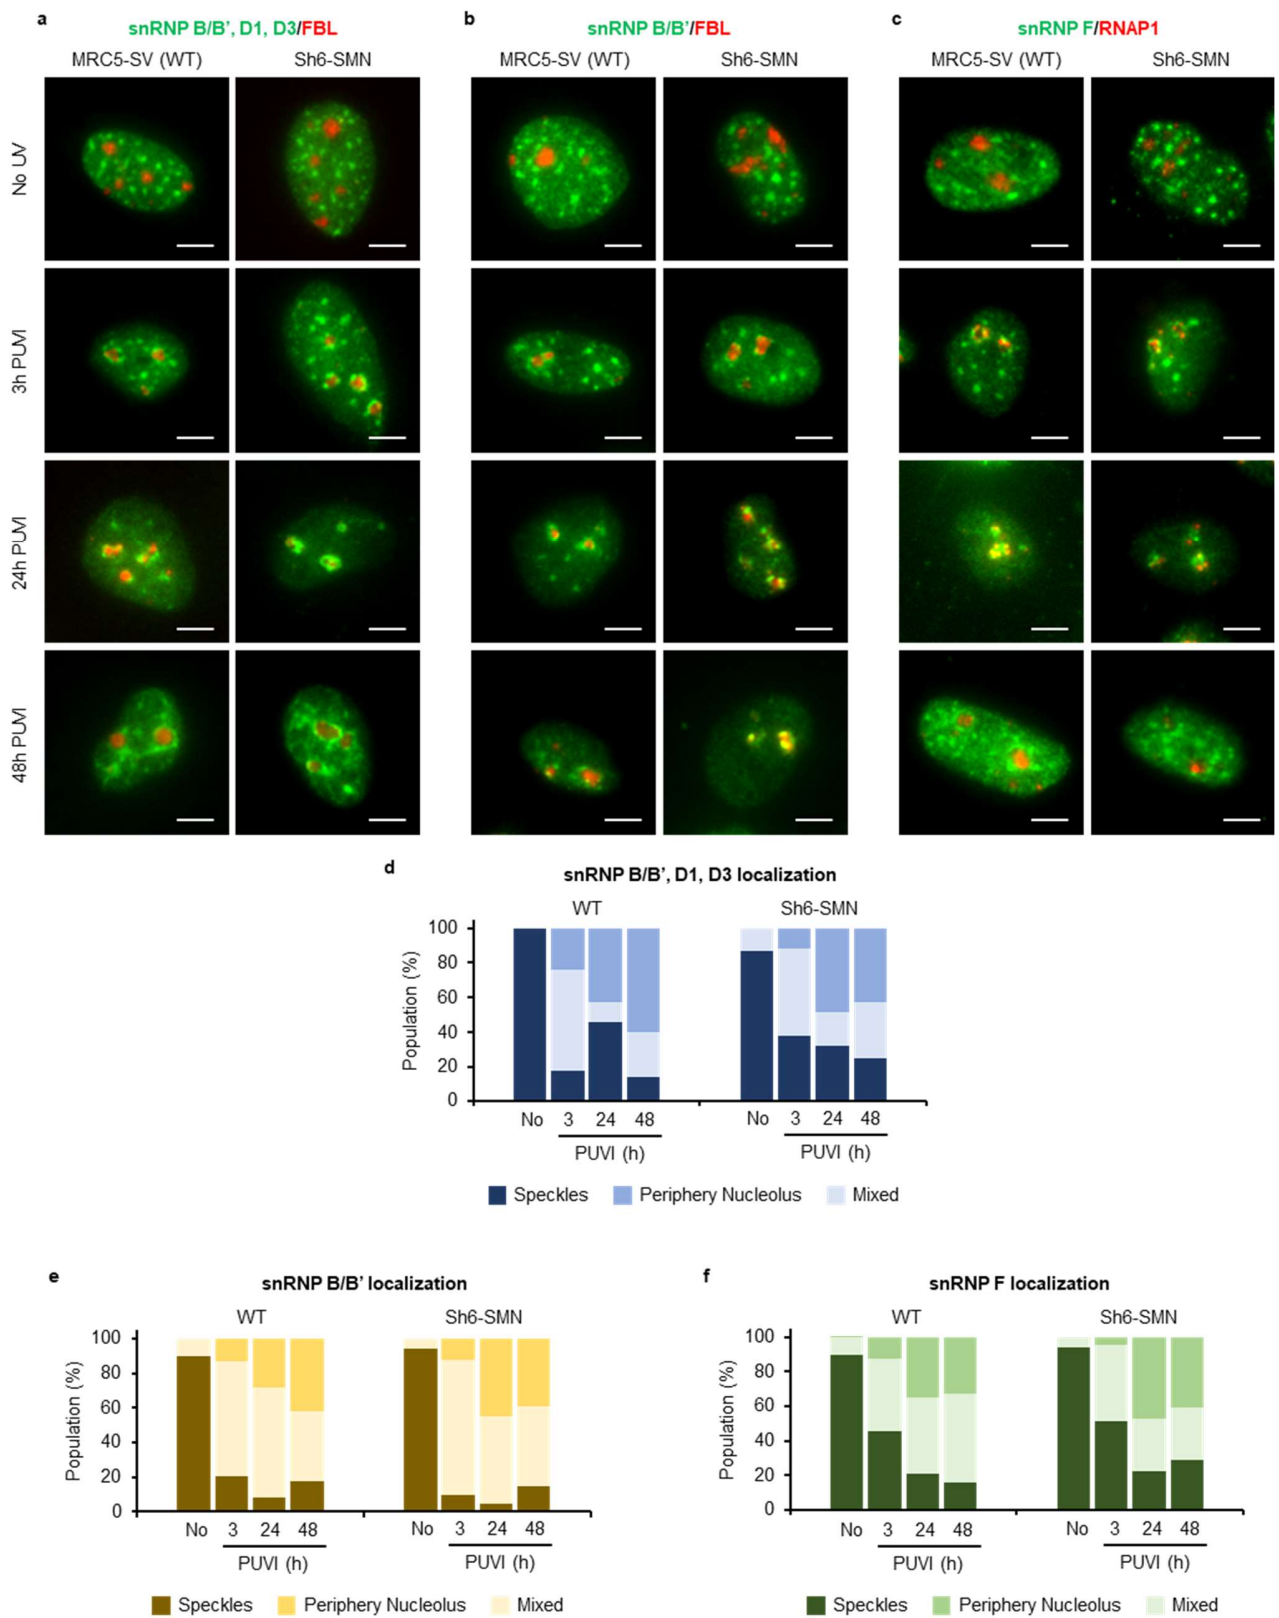 a
snRNP B/B’, D1, D3/FBL
MRC5-SV (WT) Sh6-SMN
b
snRNP B/B’/FBL
MRC5-SV (WT) Sh6-SMN
c
snRNP F/RNAP1
MRC5-SV (WT) Sh6-SMN
No UV
3h PUVI
24h PUVI
48h PUVI
d
snRNP B/B’, D1, D3 localization
WT Sh6-SMN
Population (%)
100
80
60
40
20
0
No 3 24 48 No 3 24 48
PUVI (h) PUVI (h)
Speckles Periphery Nucleolus Mixed
e
snRNP B/B’ localization
WT Sh6-SMN
Population (%)
100
80
60
40
20
0
No 3 24 48 No 3 24 48
PUVI (h) PUVI (h)
Speckles Periphery Nucleolus Mixed
f
snRNP F localization
WT Sh6-SMN
Population (%)
100
80
60
40
20
0
No 3 24 48 No 3 24 48
PUVI (h) PUVI (h)
Speckles Periphery Nucleolus Mixed